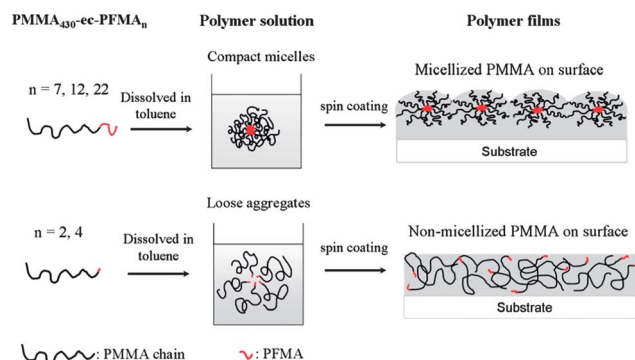 PMMA430-ec-PFMAn
Polymer solution
Polymer films
Compact micelles
Micellized PMMA on surface
n = 7, 12, 22
Dissolved in
toluene
spin coating
Substrate
Loose aggregates
n = 2, 4
Non-micellized PMMA on surface
Dissolved in
toluene
spin coating
Substrate
: PMMA chain
: PFMA